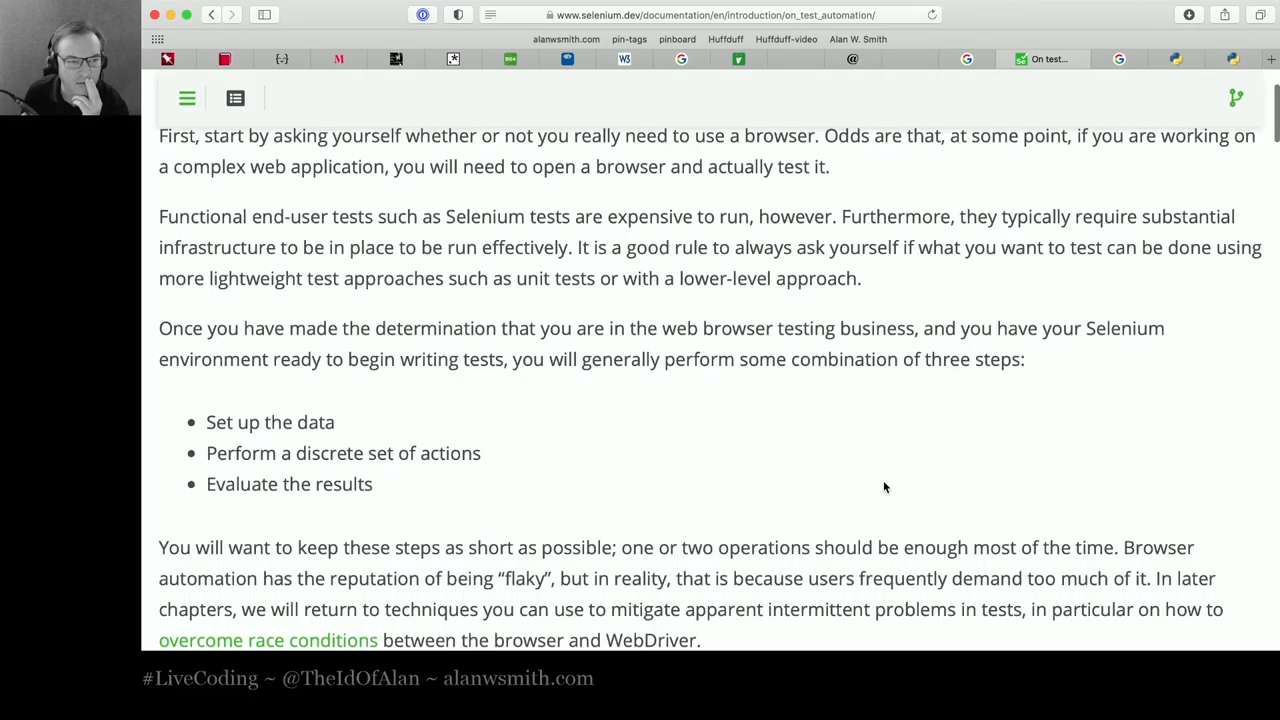 www.selenium.dev/documentation/en/introduction/on_test_automation/
alanwsmith.com pin-tags pinboard Huffduff Huffduff-video Alan W. Smith
{-} M .* W3 G @ G On test... G
First, start by asking yourself whether or not you really need to use a browser. Odds are that, at some point, if you are working on
a complex web application, you will need to open a browser and actually test it.
Functional end-user tests such as Selenium tests are expensive to run, however. Furthermore, they typically require substantial
infrastructure to be in place to be run effectively. It is a good rule to always ask yourself if what you want to test can be done using
more lightweight test approaches such as unit tests or with a lower-level approach.
Once you have made the determination that you are in the web browser testing business, and you have your Selenium
environment ready to begin writing tests, you will generally perform some combination of three steps:
• Set up the data
• Perform a discrete set of actions
• Evaluate the results
You will want to keep these steps as short as possible; one or two operations should be enough most of the time. Browser
automation has the reputation of being “flaky”, but in reality, that is because users frequently demand too much of it. In later
chapters, we will return to techniques you can use to mitigate apparent intermittent problems in tests, in particular on how to
overcome race conditions between the browser and WebDriver.
#LiveCoding ~ @TheIdOfAlan ~ alanwsmith.com